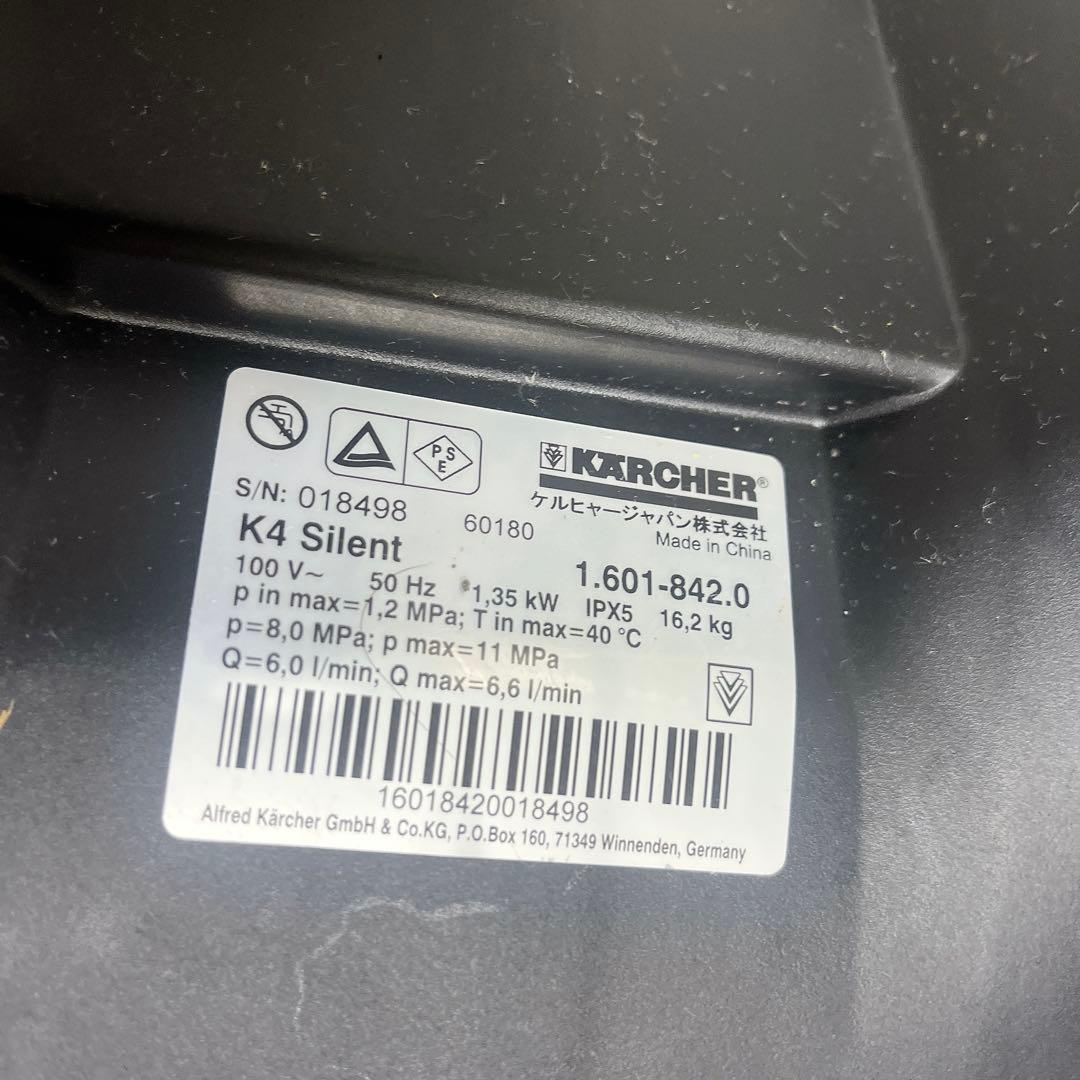 PSE
KÄRCHER®
ケルヒャージャパン株式会社
Made in China
S/N: 018498 60180
K4 Silent 1.601-842.0
100 V~ 50 Hz 1,35 kW IPX5 16,2 kg
p in max=1,2 MPa; T in max=40 °C
p=8,0 MPa; p max=11 MPa
Q=6,0 l/min; Q max=6,6 l/min
16018420018498
Alfred Kärcher GmbH & Co.KG, P.O.Box 160, 71349 Winnenden, Germany